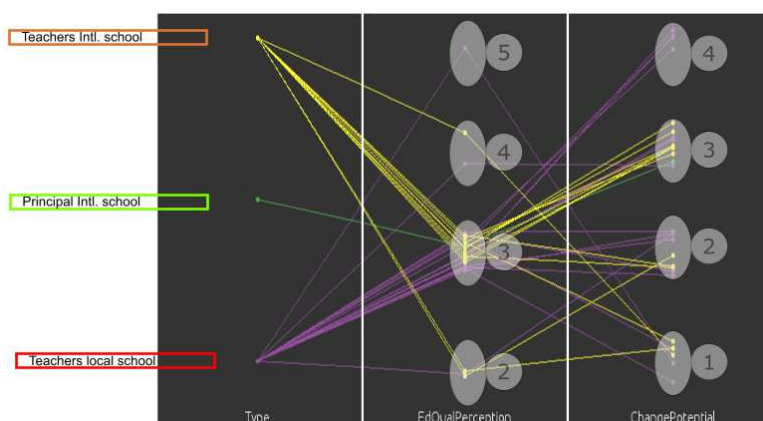 Teachers Intl. school
5
4
4
3
Principal Intl. school
3
2
Teachers local school
2
1
Type
EdQualPerception
ChangePotential